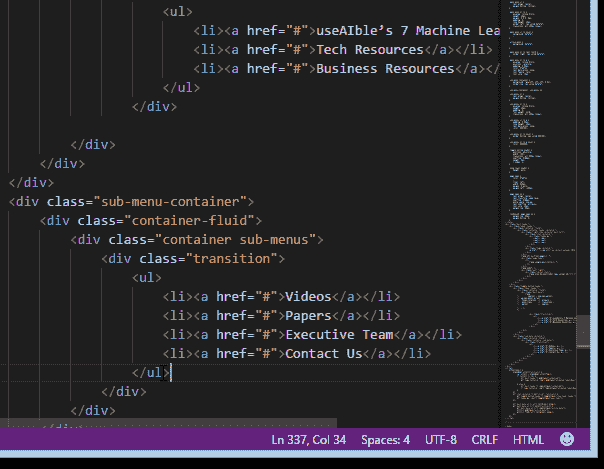 <ul>
<li><a href="#">useAIble’s 7 Machine Lea
<li><a href="#">Tech Resources</a></li>
<li><a href="#">Business Resources</a></
</ul>
</div>
</div>
</div>
</div>
<div class="sub-menu-container">
<div class="container-fluid">
<div class="container sub-menus">
<div class="transition">
<ul>
<li><a href="#">Videos</a></li>
<li><a href="#">Papers</a></li>
<li><a href="#">Executive Team</a></li>
<li><a href="#">Contact Us</a></li>
</ul>
</div>
</div>
</div>
Ln 337, Col 34 Spaces: 4 UTF-8 CRLF HTML